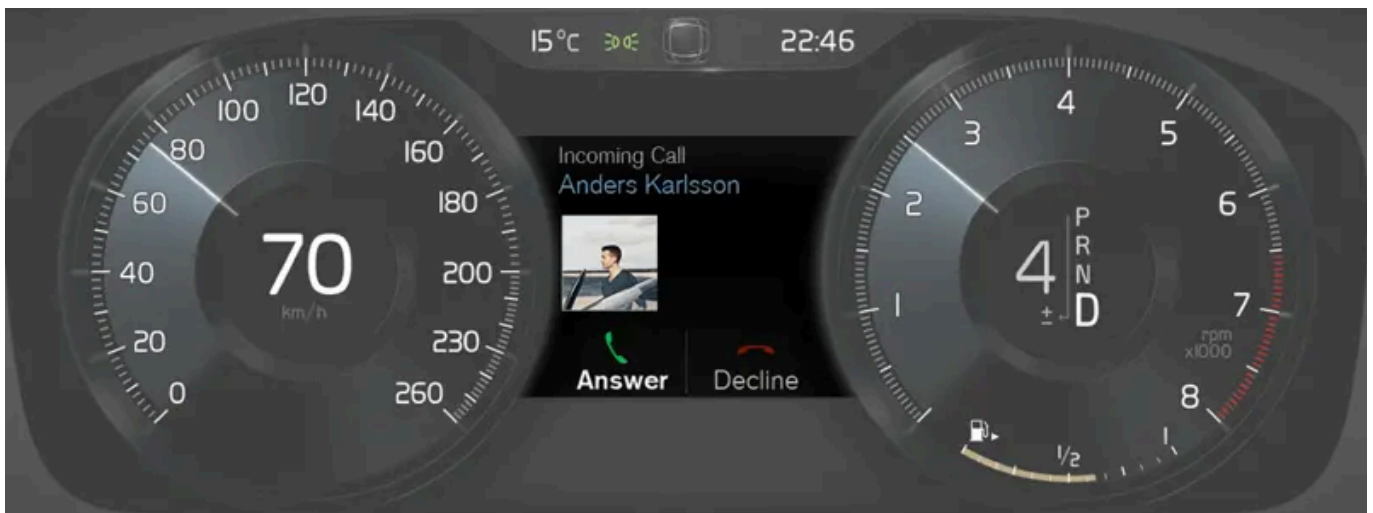 15°C 22:46
0
20
40
60
80
100
120
140
160
180
200
230
260
70
km/h
Incoming Call
Anders Karlsson
Answer Decline
1
2
3
4
5
6
7
8
rpm
x1000
4
±
P
R
N
D
1/2
1